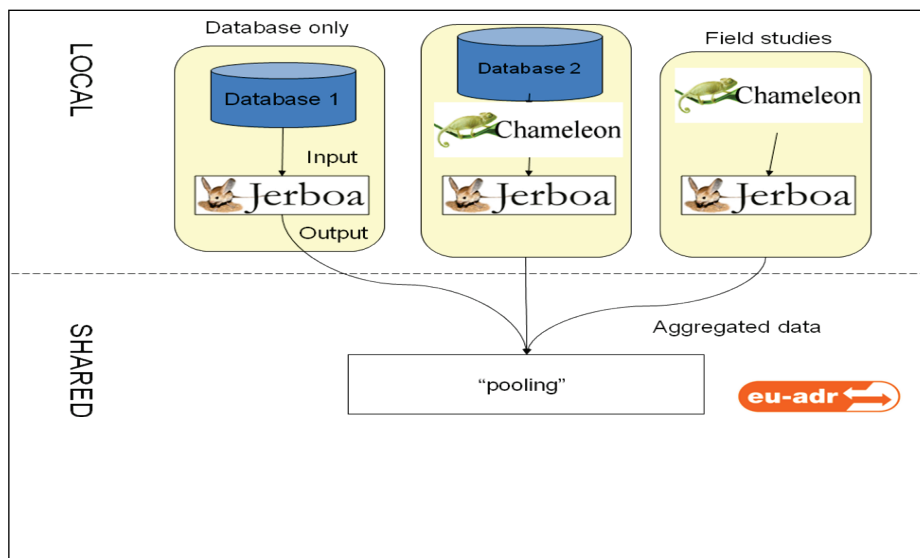 LOCAL
Database only
Database 1
Input
Jerboa
Output
Database 2
Chameleon
Jerboa
Field studies
Chameleon
Jerboa
SHARED
Aggregated data
“pooling”
eu-adr